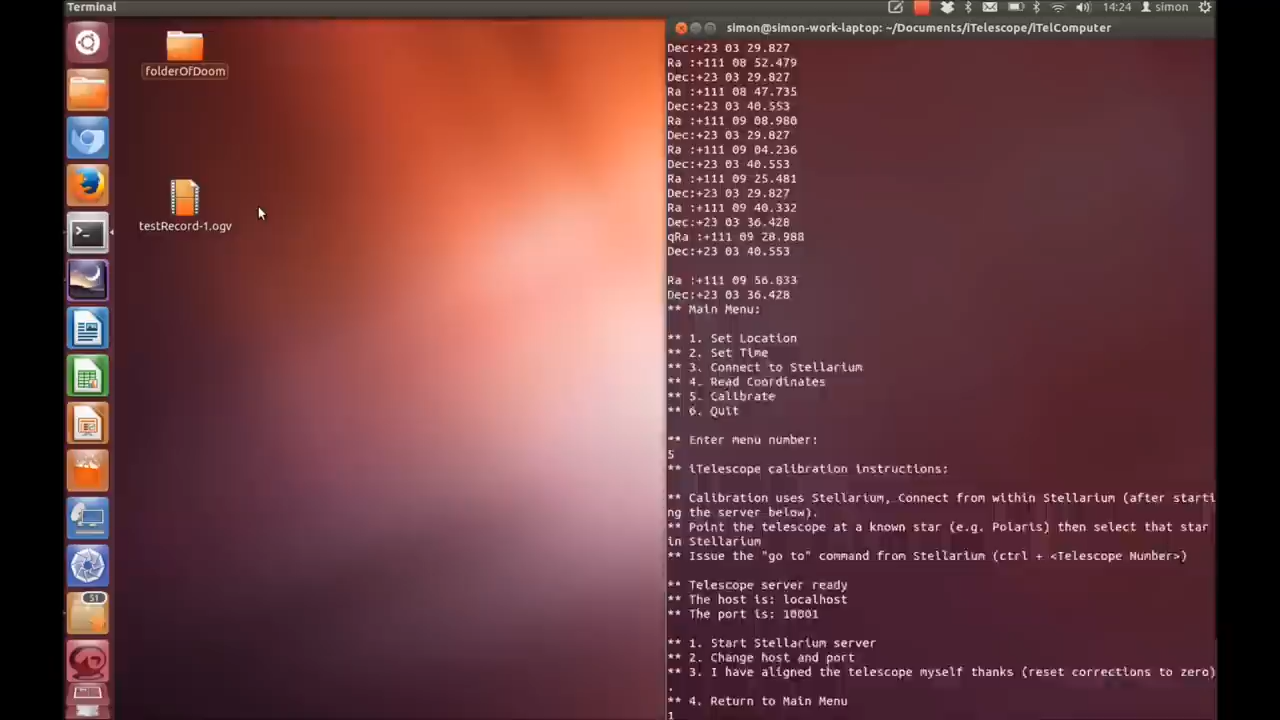 Terminal
14:24
simon
folderOfDoom
testRecord-1.ogv
51
simon@simon-work-laptop: ~/Documents/iTelescope/iTelComputer
Dec:+23 03 29.827
Ra :+111 08 52.479
Dec:+23 03 29.827
Ra :+111 08 47.735
Dec:+23 03 40.553
Ra :+111 09 08.980
Dec:+23 03 29.827
Ra :+111 09 04.236
Dec:+23 03 40.553
Ra :+111 09 25.481
Dec:+23 03 29.827
Ra :+111 09 40.332
Dec:+23 03 36.428
qRa :+111 09 28.988
Dec:+23 03 40.553
Ra :+111 09 56.833
Dec:+23 03 36.428
** Main Menu:
** 1. Set Location
** 2. Set Time
** 3. Connect to Stellarium
** 4. Read Coordinates
** 5. Calibrate
** 6. Quit
** Enter menu number:
5
** iTelescope calibration instructions:
** Calibration uses Stellarium, Connect from within Stellarium (after starti
ng the server below).
** Point the telescope at a known star (e.g. Polaris) then select that star
in Stellarium
** Issue the "go to" command from Stellarium (ctrl + <Telescope Number>)
** Telescope server ready
** The host is: localhost
** The port is: 10001
** 1. Start Stellarium server
** 2. Change host and port
** 3. I have aligned the telescope myself thanks (reset corrections to zero)
.
** 4. Return to Main Menu
1